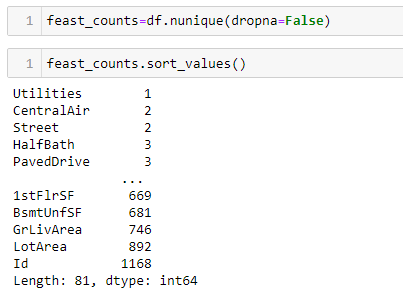 1 feast_counts=df.nunique(dropna=False)
1 feast_counts.sort_values()
Utilities 1
CentralAir 2
Street 2
HalfBath 3
PavedDrive 3
...
1stFlrSF 669
BsmtUnfSF 681
GrLivArea 746
LotArea 892
Id 1168
Length: 81, dtype: int64